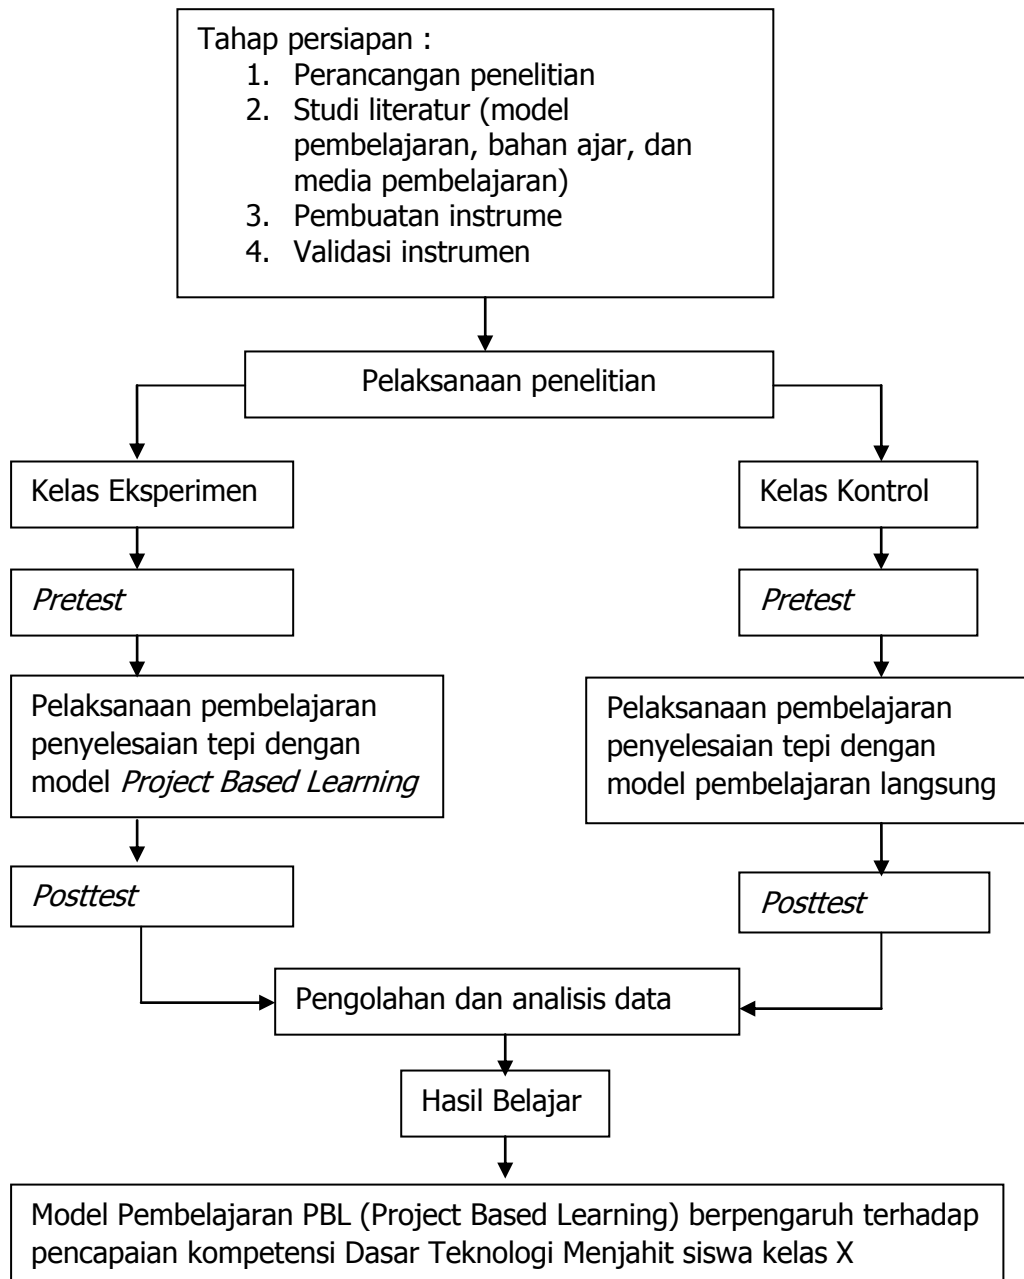 Tahap persiapan :
1. Perancangan penelitian
2. Studi literatur (model
pembelajaran, bahan ajar, dan
media pembelajaran)
3. Pembuatan instrume
4. Validasi instrumen
Pelaksanaan penelitian
Kelas Eksperimen
Kelas Kontrol
Pretest
Pretest
Pelaksanaan pembelajaran
penyelesaian tepi dengan
model Project Based Learning
Pelaksanaan pembelajaran
penyelesaian tepi dengan
model pembelajaran langsung
Posttest
Posttest
Pengolahan dan analisis data
Hasil Belajar
Model Pembelajaran PBL (Project Based Learning) berpengaruh terhadap
pencapaian kompetensi Dasar Teknologi Menjahit siswa kelas X